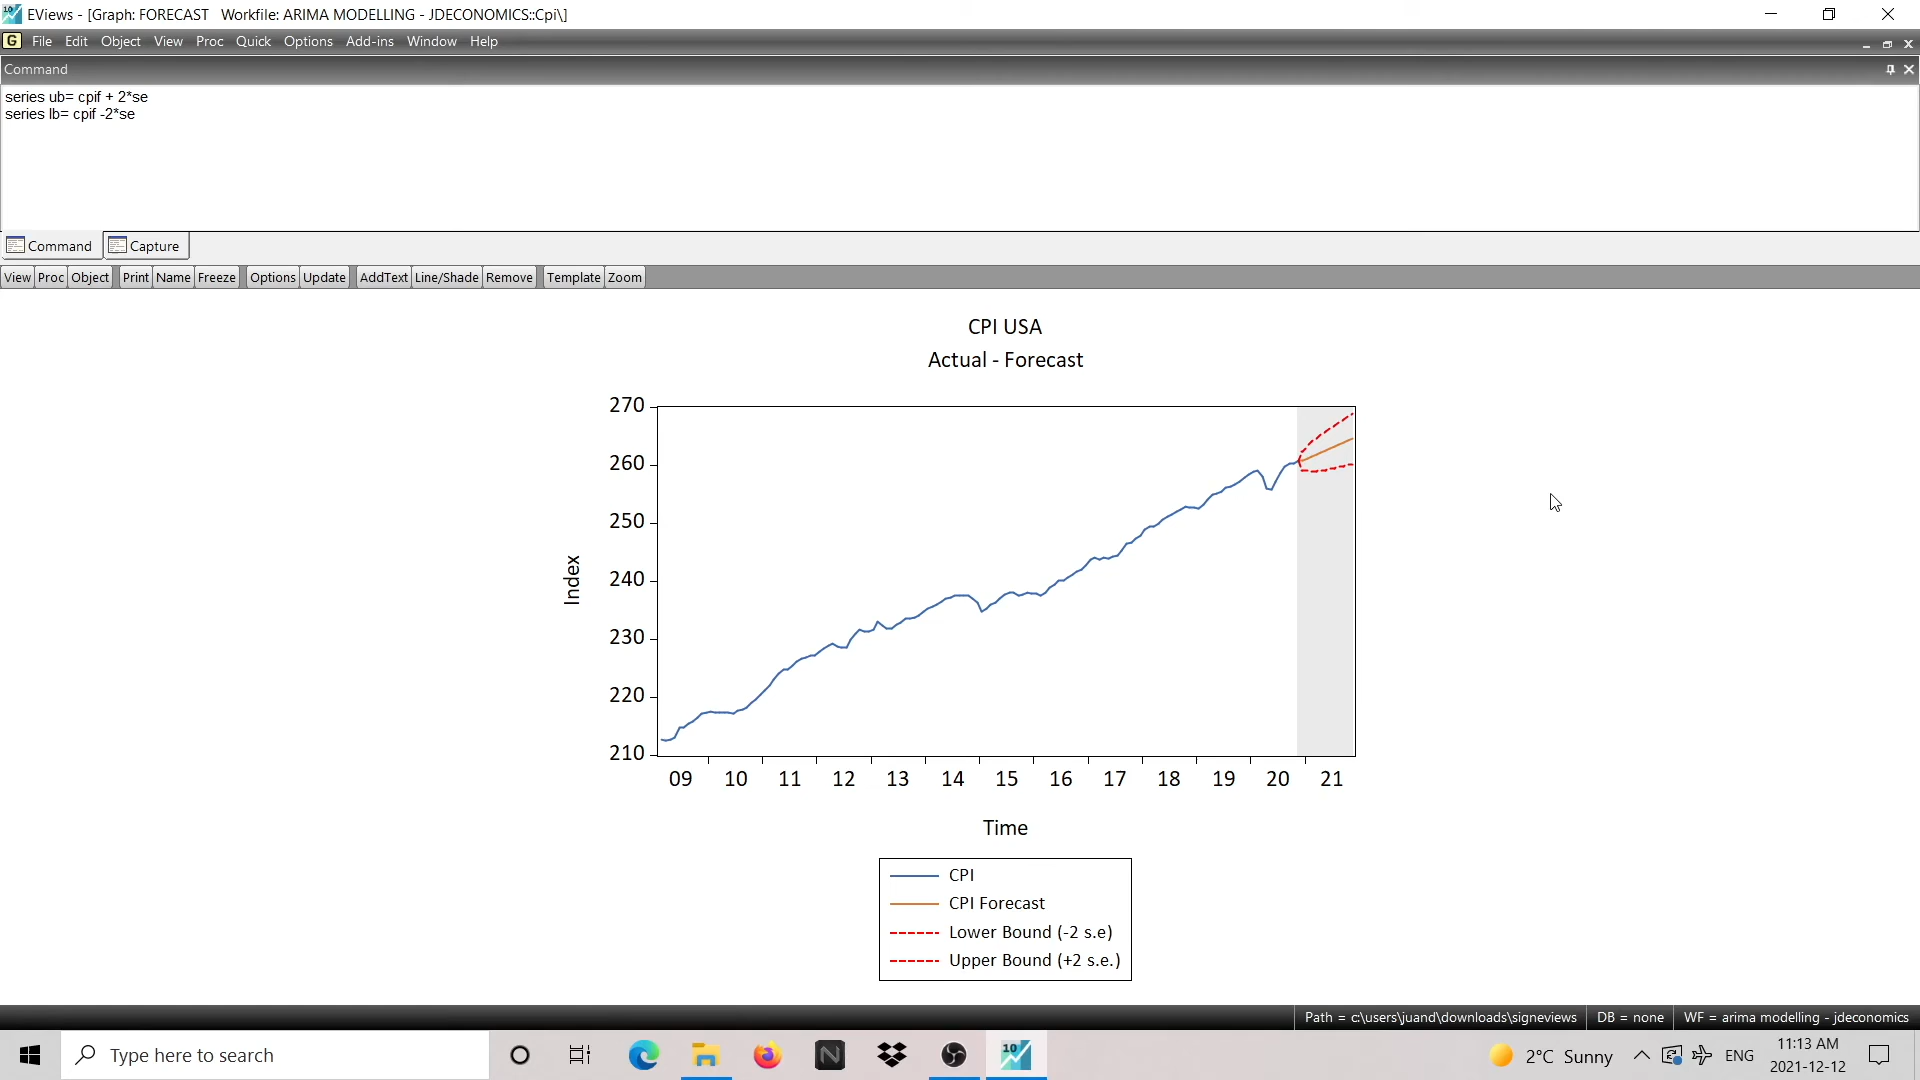 EViews - [Graph: FORECAST   Workfile: ARIMA MODELLING - JDECONOMICS::Cpi\]
G File Edit Object View Proc Quick Options Add-ins Window Help
Command
series ub= cpif + 2*se
series lb= cpif -2*se
Command Capture
View Proc Object Print Name Freeze Options Update AddText Line/Shade Remove Template Zoom
CPI USA
Actual - Forecast
270
260
250
240
230
220
210
Index
09 10 11 12 13 14 15 16 17 18 19 20 21
Time
CPI
CPI Forecast
Lower Bound (-2 s.e)
Upper Bound (+2 s.e.)
Path = c:\users\juand\downloads\signeviews DB = none WF = arima modelling - jdeconomics
Type here to search
N
10
2°C Sunny
ENG
11:13 AM
2021-12-12